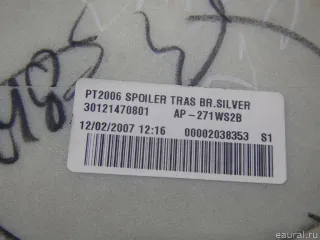 PT2006 SPOILER TRAS BR.SILVER
30121470801 AP-271WS2B
12/02/2007 12:16 00002038353 S1
eaural.ru